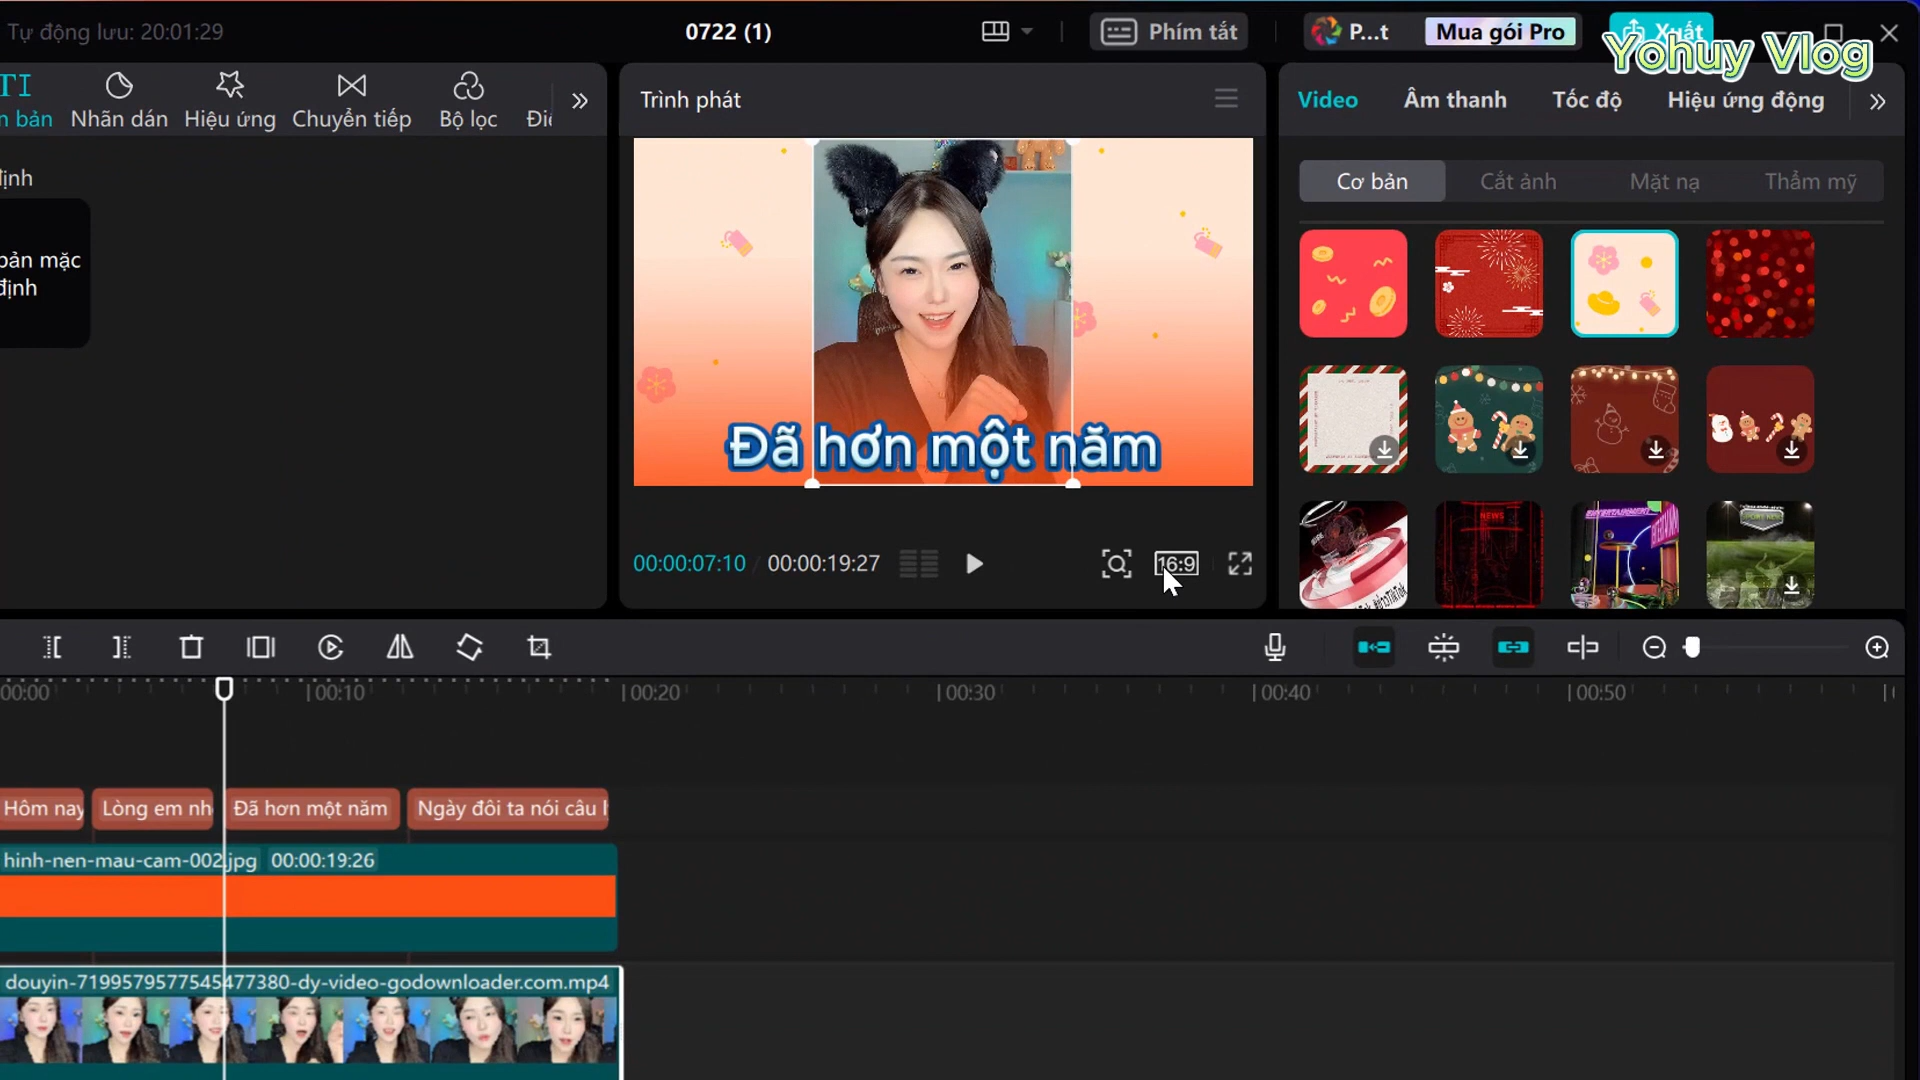 Tự động lưu: 20:01:29
0722 (1)
Phím tắt
P...t
Mua gói Pro
Xuất
Yohuy Vlog
TI
n bản
Nhãn dán
Hiệu ứng
Chuyển tiếp
Bộ lọc
Điề
định
bản mặc
định
Trình phát
Đã hơn một năm
00:00:07:10 / 00:00:19:27
16:9
Video
Âm thanh
Tốc độ
Hiệu ứng động
Cơ bản
Cắt ảnh
Mặt nạ
Thẩm mỹ
NEWS
ENTERTAINMENT
00:00
00:10
00:20
00:30
00:40
00:50
Hôm nay
Lòng em nh
Đã hơn một năm
Ngày đôi ta nói câu h
hinh-nen-mau-cam-002.jpg 00:00:19:26
douyin-7199579577545477380-dy-video-godownloader.com.mp4